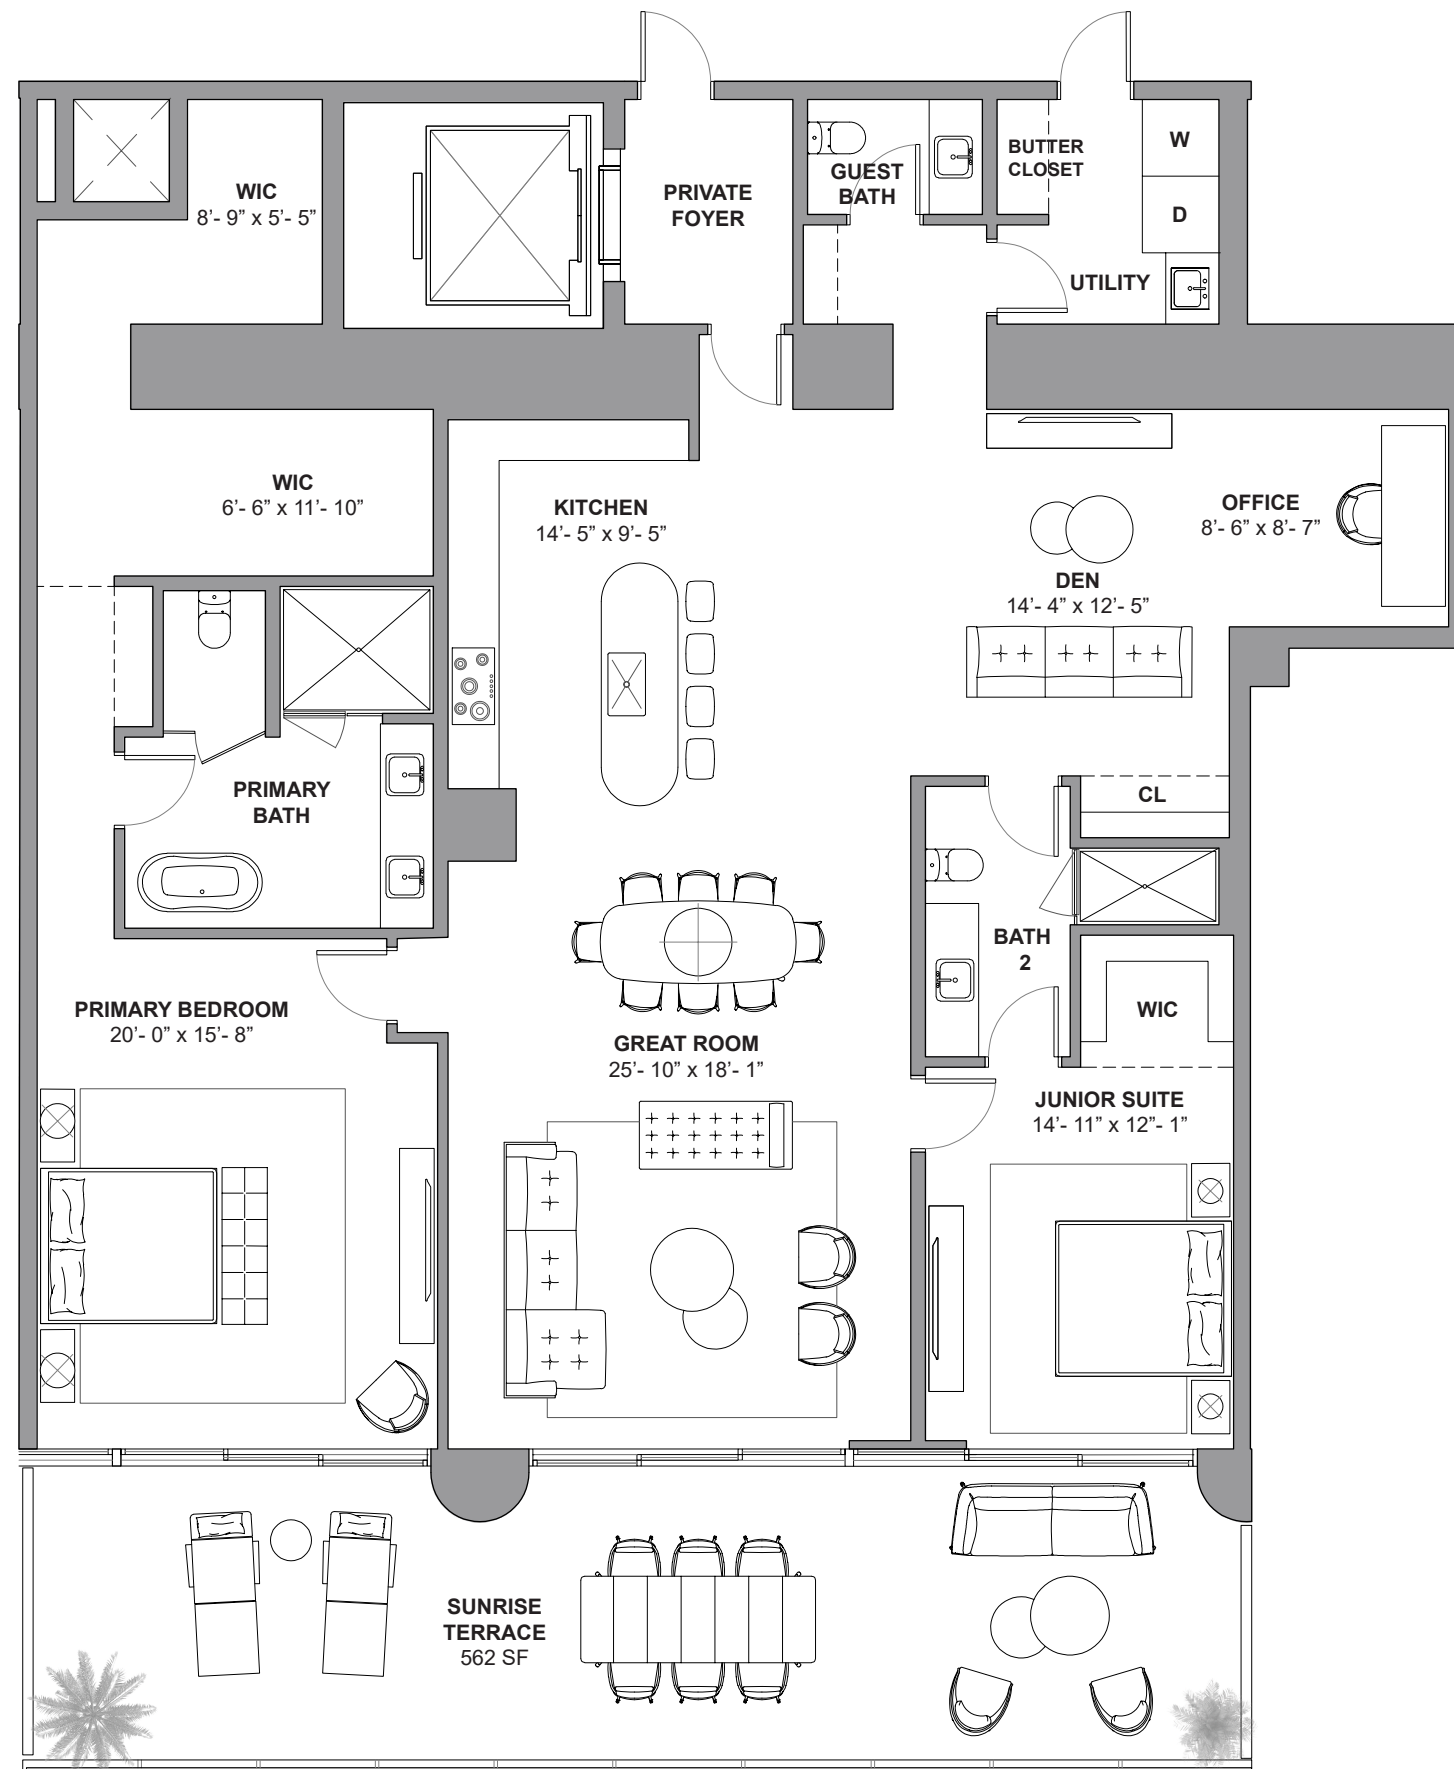 WIC
8’- 9” x 5’- 5”
PRIVATE
FOYER
GUEST
BATH
BUTTER
CLOSET
W
D
UTILITY
WIC
6’- 6” x 11’- 10”
KITCHEN
14’- 5” x 9’- 5”
OFFICE
8’- 6” x 8’- 7”
DEN
14’- 4” x 12’- 5”
PRIMARY
BATH
CL
BATH
2
PRIMARY BEDROOM
20’- 0” x 15’- 8”
WIC
GREAT ROOM
25’- 10” x 18’- 1”
JUNIOR SUITE
14’- 11” x 12”- 1”
SUNRISE
TERRACE
562 SF